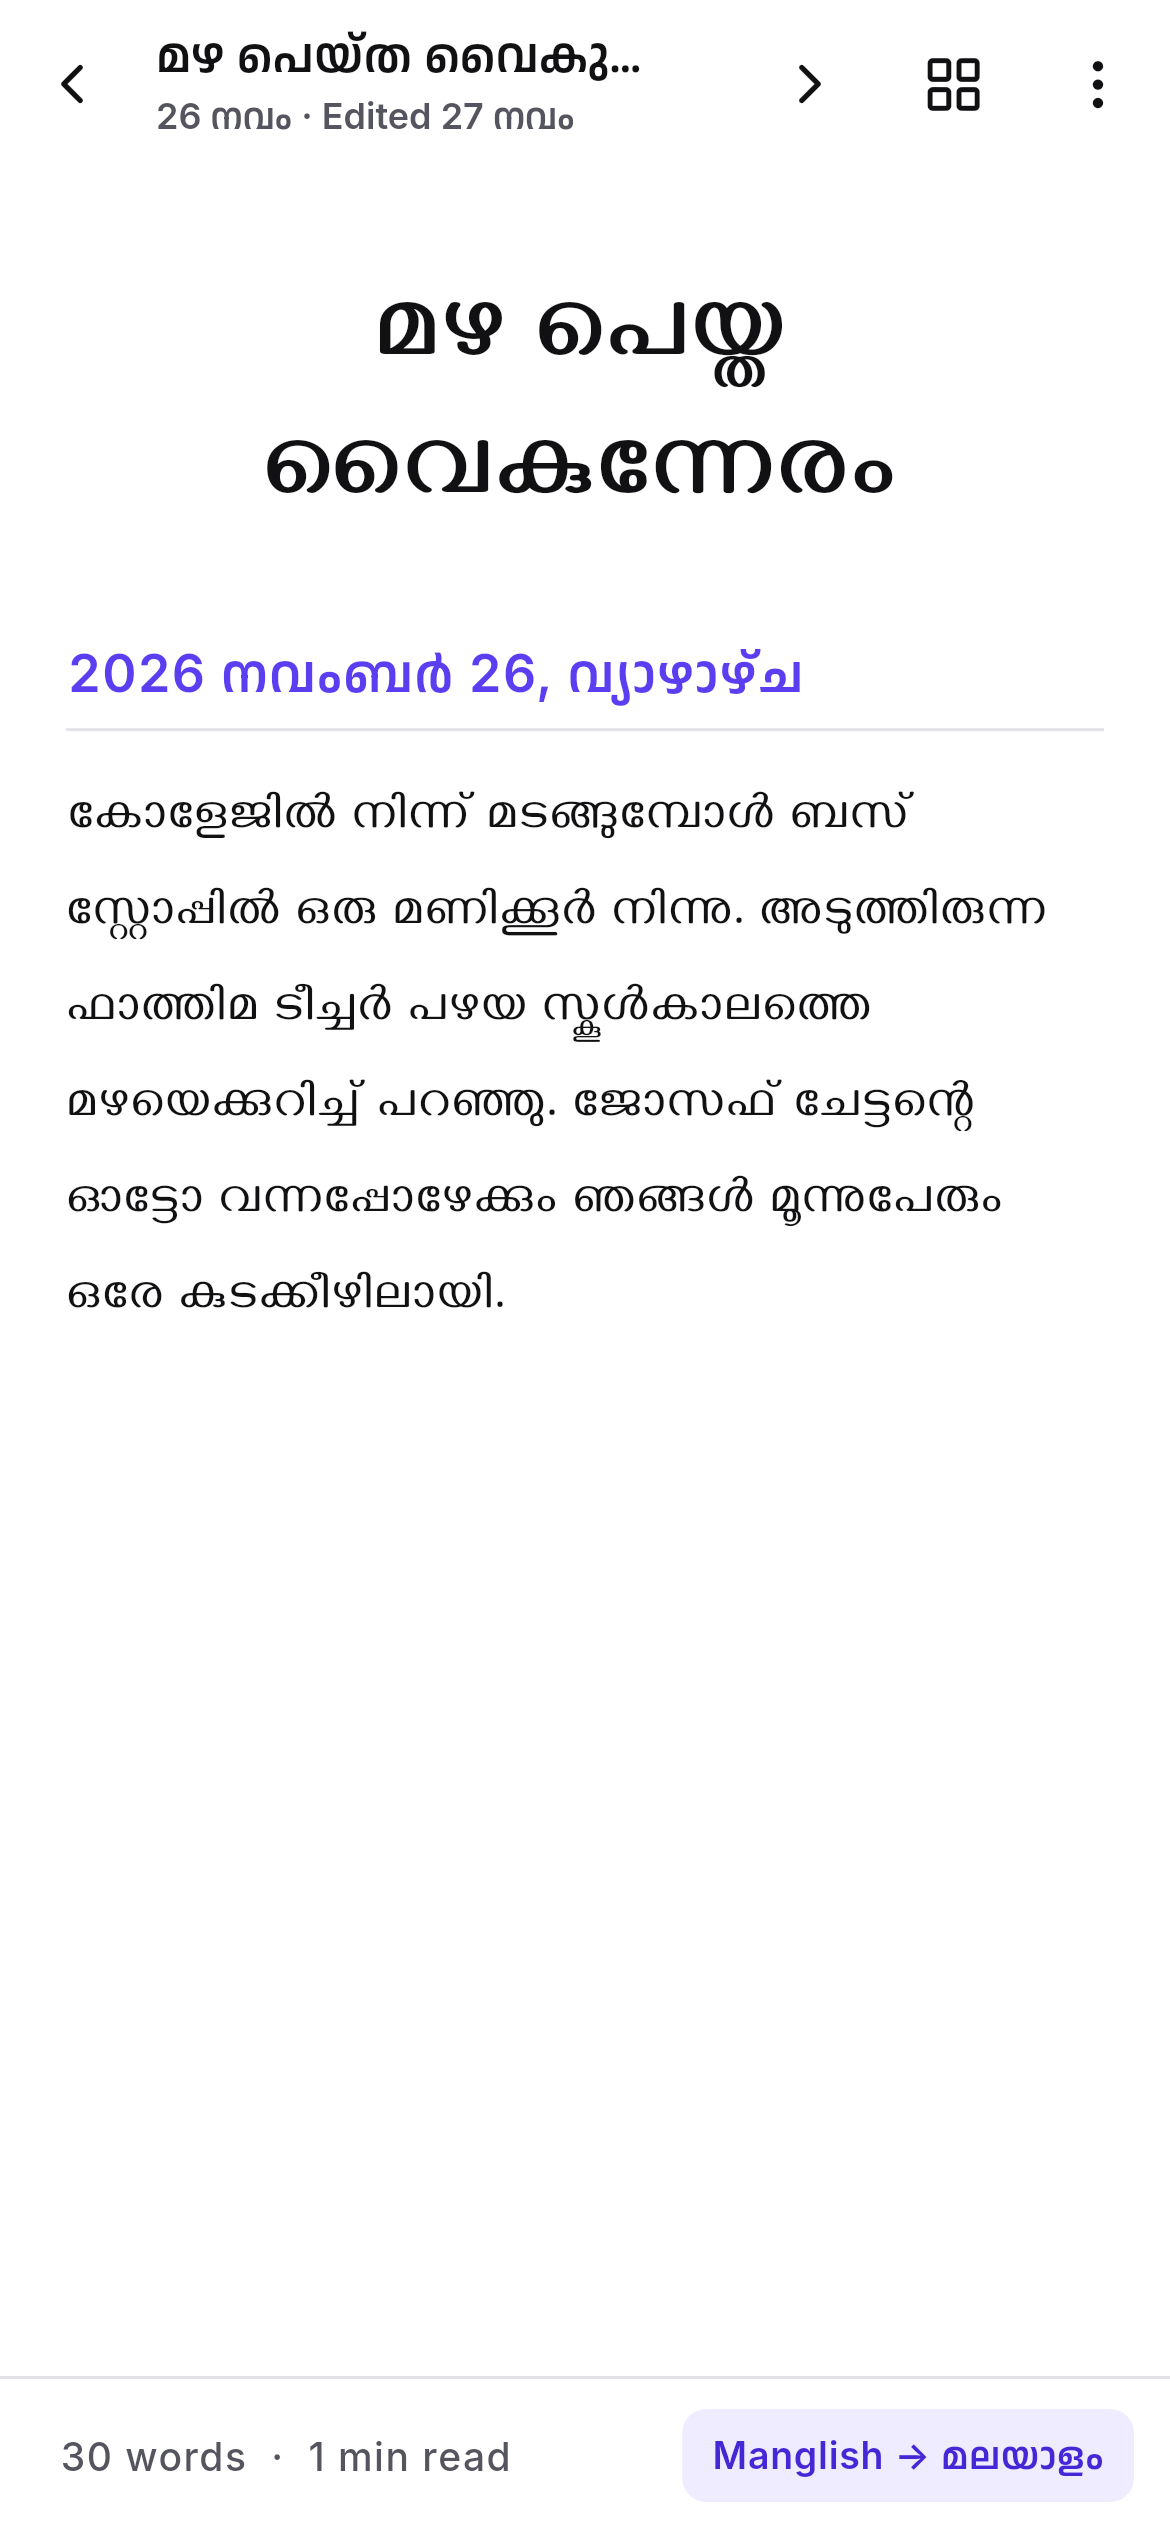 മഴ പെയ്ത വൈകു...
26 നവം · Edited 27 നവം
മഴ പെയ്ത
വൈകുന്നേരം
2026 നവംബർ 26, വ്യാഴാഴ്ച
കോളേജിൽ നിന്ന് മടങ്ങുമ്പോൾ ബസ്
സ്റ്റോപ്പിൽ ഒരു മണിക്കൂർ നിന്നു. അടുത്തിരുന്ന
ഫാത്തിമ ടീച്ചർ പഴയ സ്കൂൾകാലത്തെ
മഴയെക്കുറിച്ച് പറഞ്ഞു. ജോസഫ് ചേട്ടന്റെ
ഓട്ടോ വന്നപ്പോഴേക്കും ഞങ്ങൾ മൂന്നുപേരും
ഒരേ കുടക്കീഴിലായി.
30 words · 1 min read
Manglish → മലയാളം